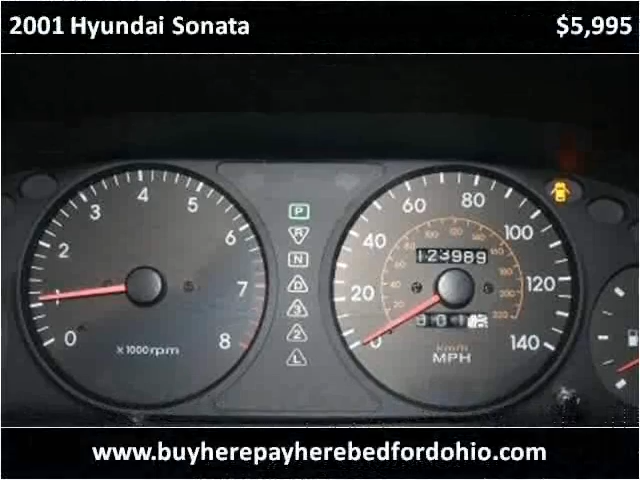 2001 Hyundai Sonata $5,995
0 1 2 3 4 5 6 7 8
x1000rpm
P
R
N
D
3
2
L
0 20 40 60 80 100 120 140
123989
km/h
MPH
www.buyherepayherebedfordohio.com